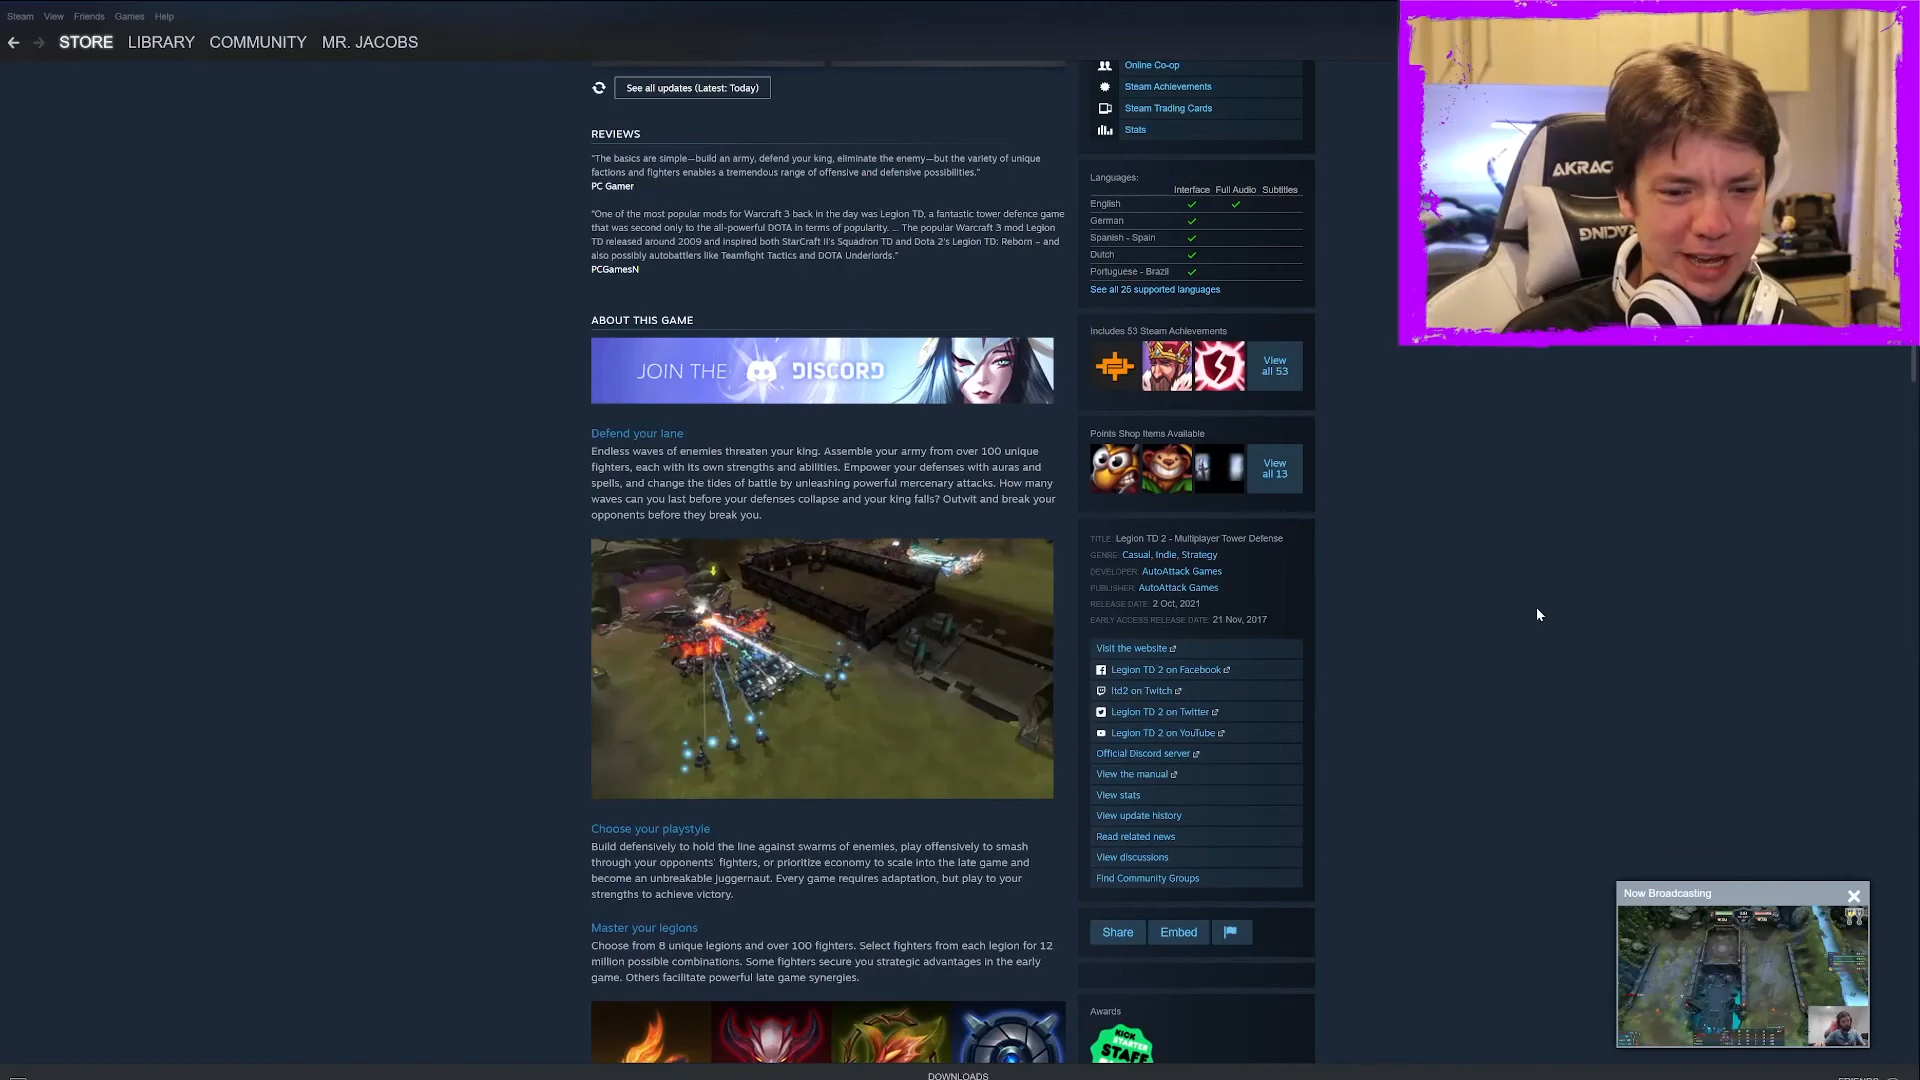 Steam View Friends Games Help
STORE LIBRARY COMMUNITY MR. JACOBS
See all updates (Latest: Today)
REVIEWS
“The basics are simple—build an army, defend your king, eliminate the enemy—but the variety of unique
factions and fighters enables a tremendous range of offensive and defensive possibilities.”
PC Gamer
“One of the most popular mods for Warcraft 3 back in the day was Legion TD, a fantastic tower defence game
that was second only to the all-powerful DOTA in terms of popularity. ... The popular Warcraft 3 mod Legion
TD released around 2009 and inspired both StarCraft II's Squadron TD and Dota 2's Legion TD: Reborn – and
also possibly autobattlers like Teamfight Tactics and DOTA Underlords.”
PCGamesN
ABOUT THIS GAME
JOIN THE DISCORD
Defend your lane
Endless waves of enemies threaten your king. Assemble your army from over 100 unique
fighters, each with its own strengths and abilities. Empower your defenses with auras and
spells, and change the tides of battle by unleashing powerful mercenary attacks. How many
waves can you last before your defenses collapse and your king falls? Outwit and break your
opponents before they break you.
Choose your playstyle
Build defensively to hold the line against swarms of enemies, play offensively to smash
through your opponents' fighters, or prioritize economy to scale into the late game and
become an unbreakable juggernaut. Every game requires adaptation, but play to your
strengths to achieve victory.
Master your legions
Choose from 8 unique legions and over 100 fighters. Select fighters from each legion for 12
million possible combinations. Some fighters secure you strategic advantages in the early
game. Others facilitate powerful late game synergies.
Online Co-op
Steam Achievements
Steam Trading Cards
Stats
Languages:
Interface Full Audio Subtitles
English ✓ ✓
German ✓
Spanish - Spain ✓
Dutch ✓
Portuguese - Brazil ✓
See all 25 supported languages
Includes 53 Steam Achievements
View
all 53
Points Shop Items Available
View
all 13
TITLE: Legion TD 2 - Multiplayer Tower Defense
GENRE: Casual, Indie, Strategy
DEVELOPER: AutoAttack Games
PUBLISHER: AutoAttack Games
RELEASE DATE: 2 Oct, 2021
EARLY ACCESS RELEASE DATE: 21 Nov, 2017
Visit the website
Legion TD 2 on Facebook
ltd2 on Twitch
Legion TD 2 on Twitter
Legion TD 2 on YouTube
Official Discord server
View the manual
View stats
View update history
Read related news
View discussions
Find Community Groups
Share Embed
Awards
KICK
STARTER
STAFF
AKRACING
RACING
Now Broadcasting
DOWNLOADS